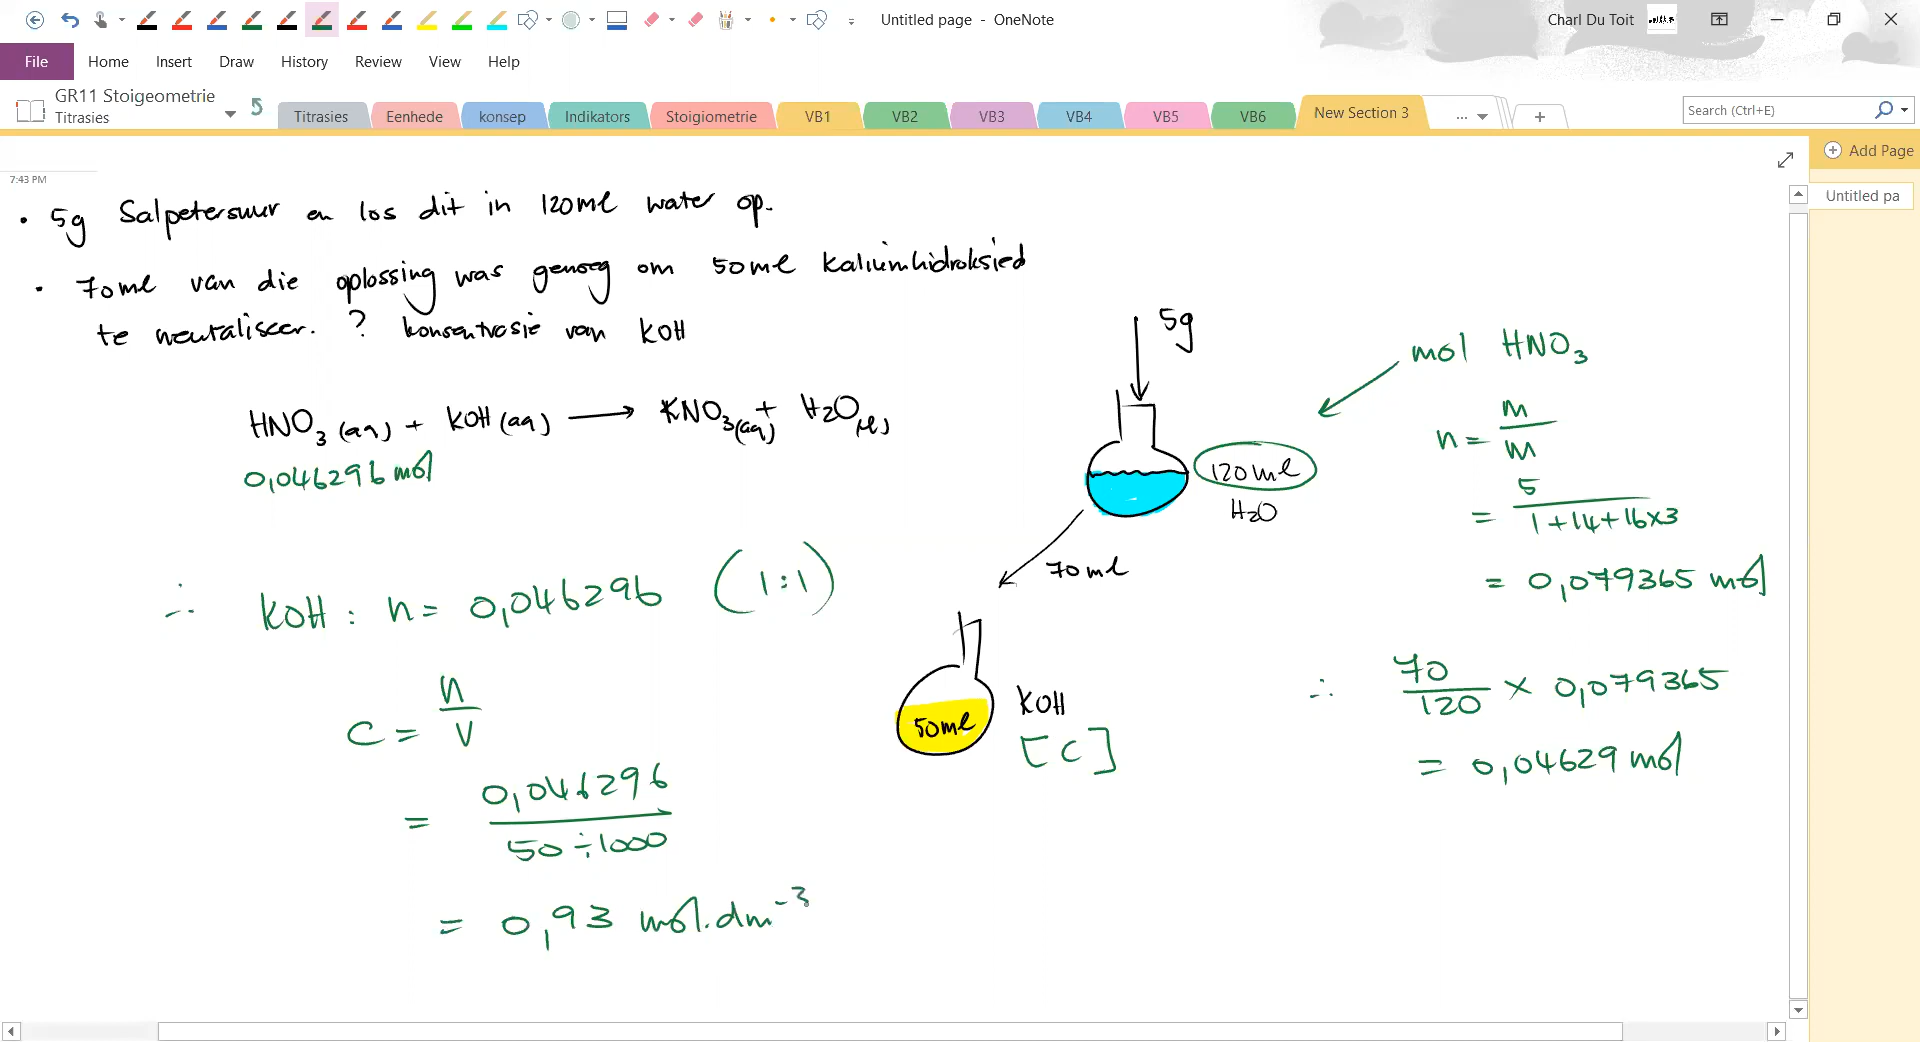 Untitled page - OneNote
Charl Du Toit
File Home Insert Draw History Review View Help
GR11 Stoigeometrie
Titrasies
Titrasies Eenhede konsep Indikators Stoigiometrie VB1 VB2 VB3 VB4 VB5 VB6 New Section 3 ... +
Search (Ctrl+E)
Add Page
Untitled pa
7:43 PM
• 5g Salpetersuur en los dit in 120ml water op.
• 70ml van die oplossing was genoeg om 50ml kaliumhidroksied
te neutaliseer. ? konsentrasie van KOH
HNO₃ (aq) + KOH (aq) → KNO₃ (aq) + H₂O (l)
0,046296 mol
∴ KOH : n = 0,046296 (1:1)
C = n/V
= 0,046296 / 50 ÷ 1000
= 0,93 mol.dm⁻³
5g
120ml
H₂O
70ml
50ml
KOH
[C]
mol HNO₃
n = m/M
= 5 / 1+14+16×3
= 0,079365 mol
∴ 70/120 × 0,079365
= 0,04629 mol